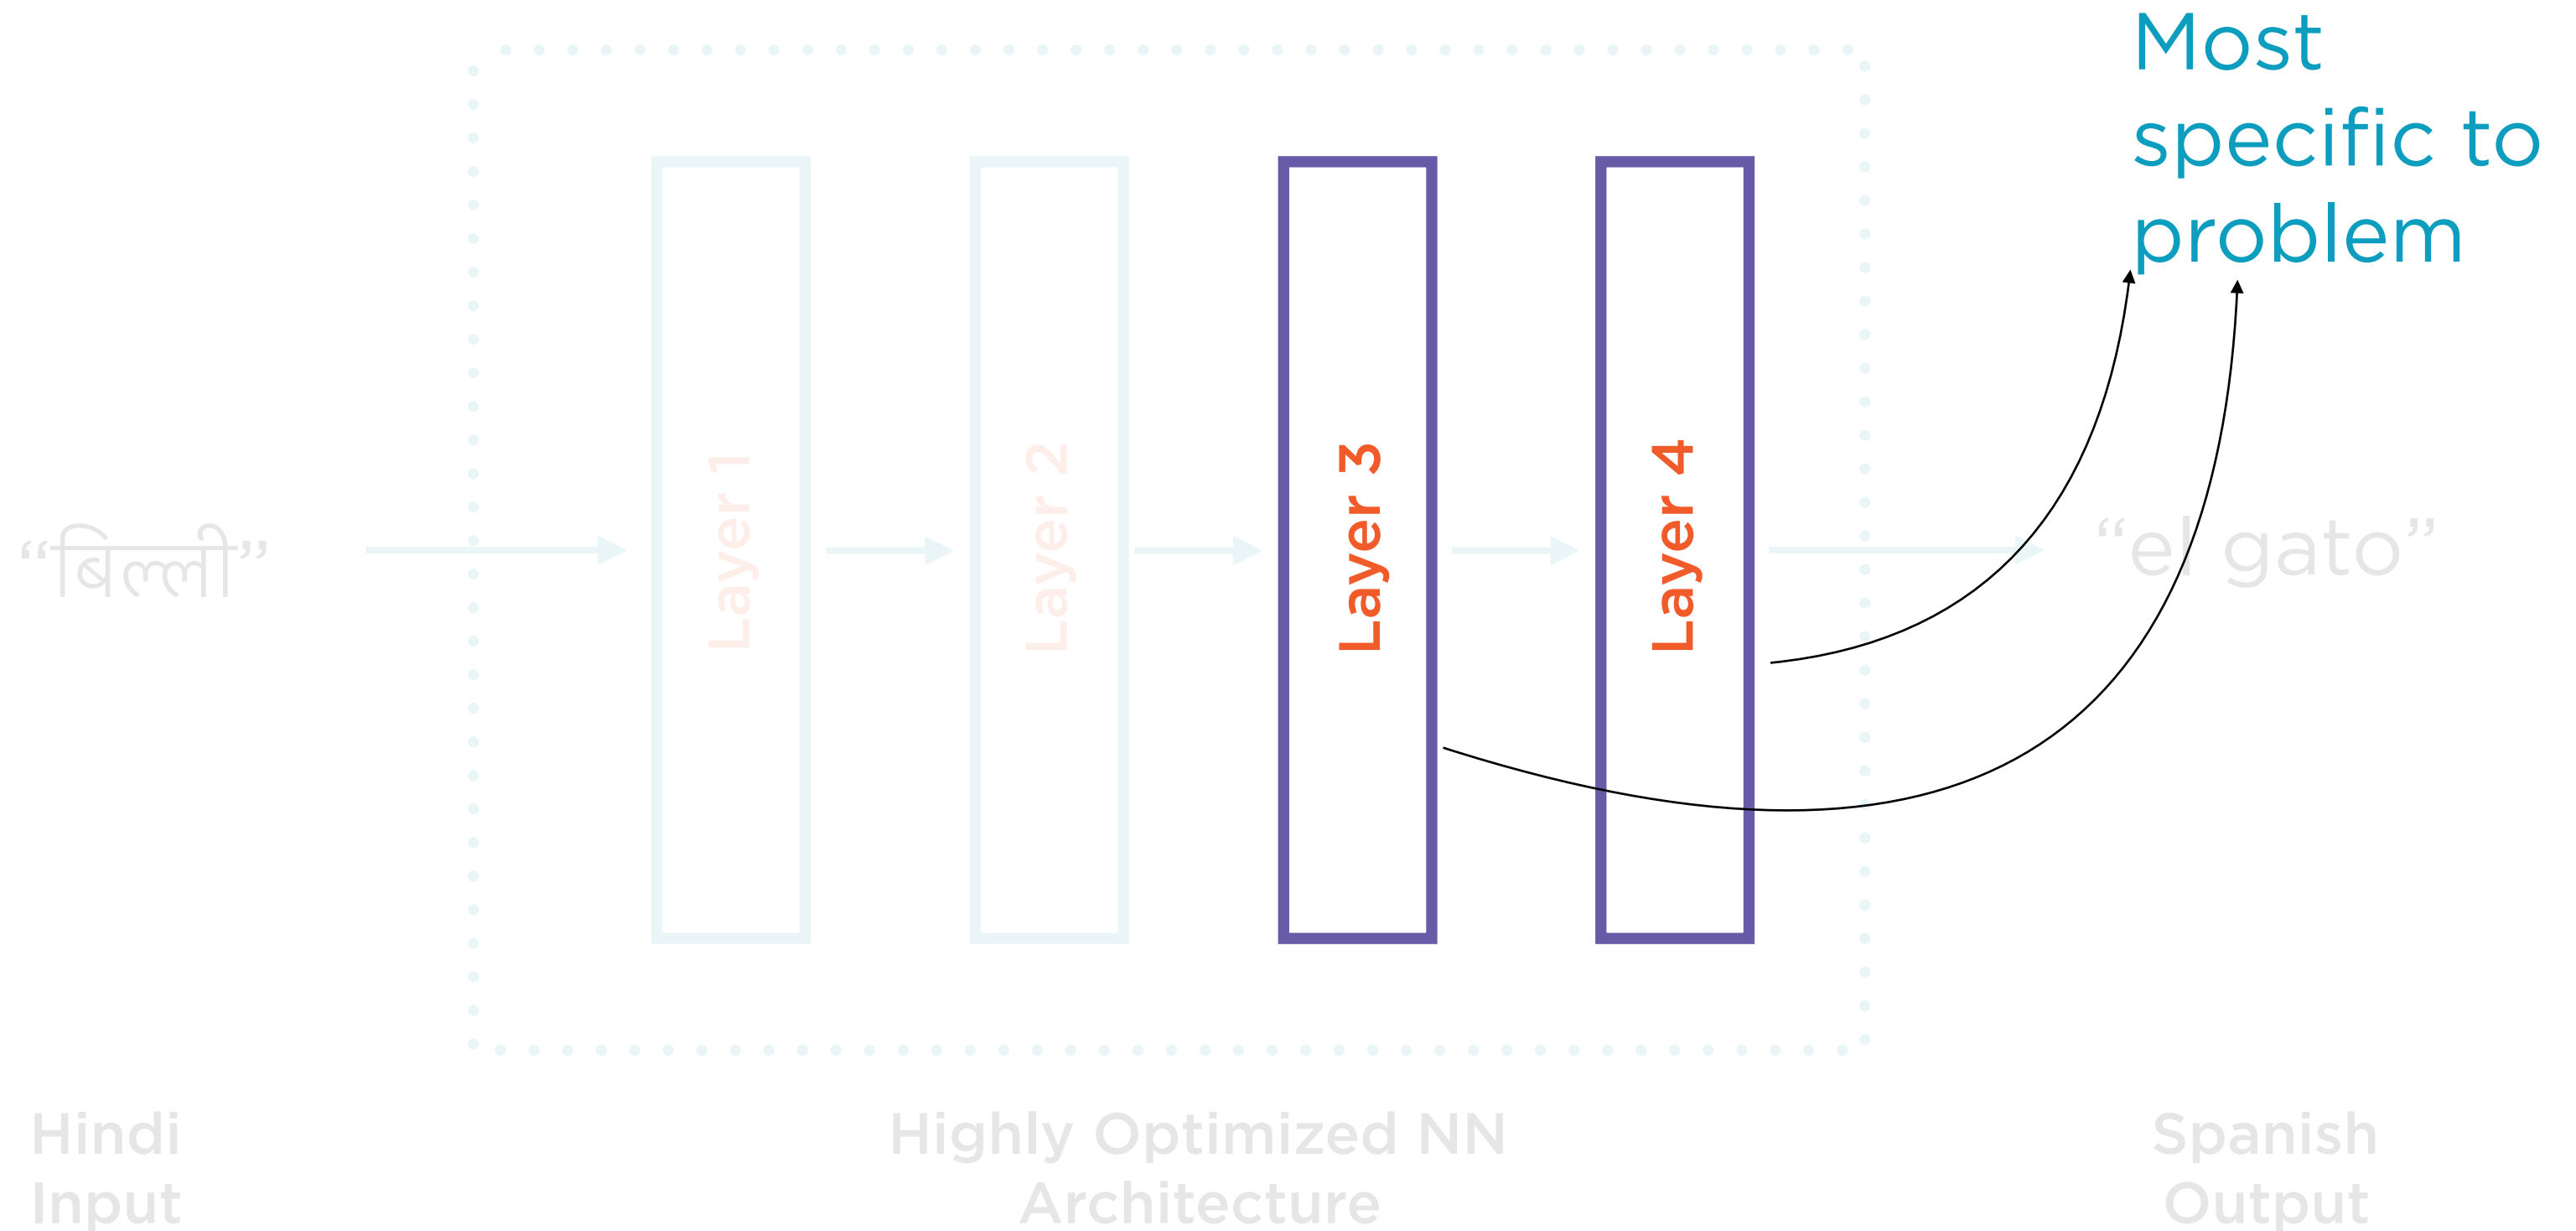 Most
specific to
problem
Layer 1
Layer 2
Layer 3
Layer 4
“बिल्ली”
“el gato”
Hindi
Input
Highly Optimized NN
Architecture
Spanish
Output